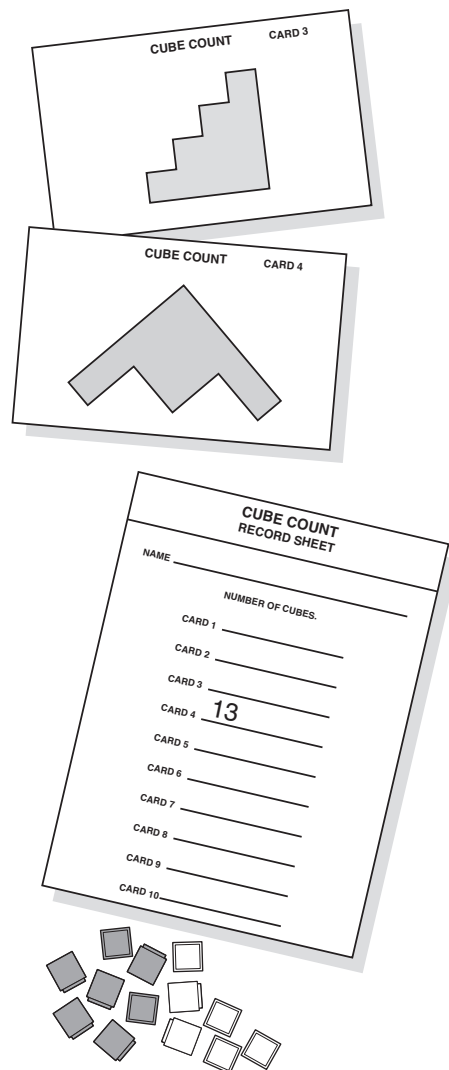 CUBE COUNT CARD 3
CUBE COUNT CARD 4
CUBE COUNT
RECORD SHEET
NAME
NUMBER OF CUBES.
CARD 1
CARD 2
CARD 3
CARD 4 13
CARD 5
CARD 6
CARD 7
CARD 8
CARD 9
CARD 10